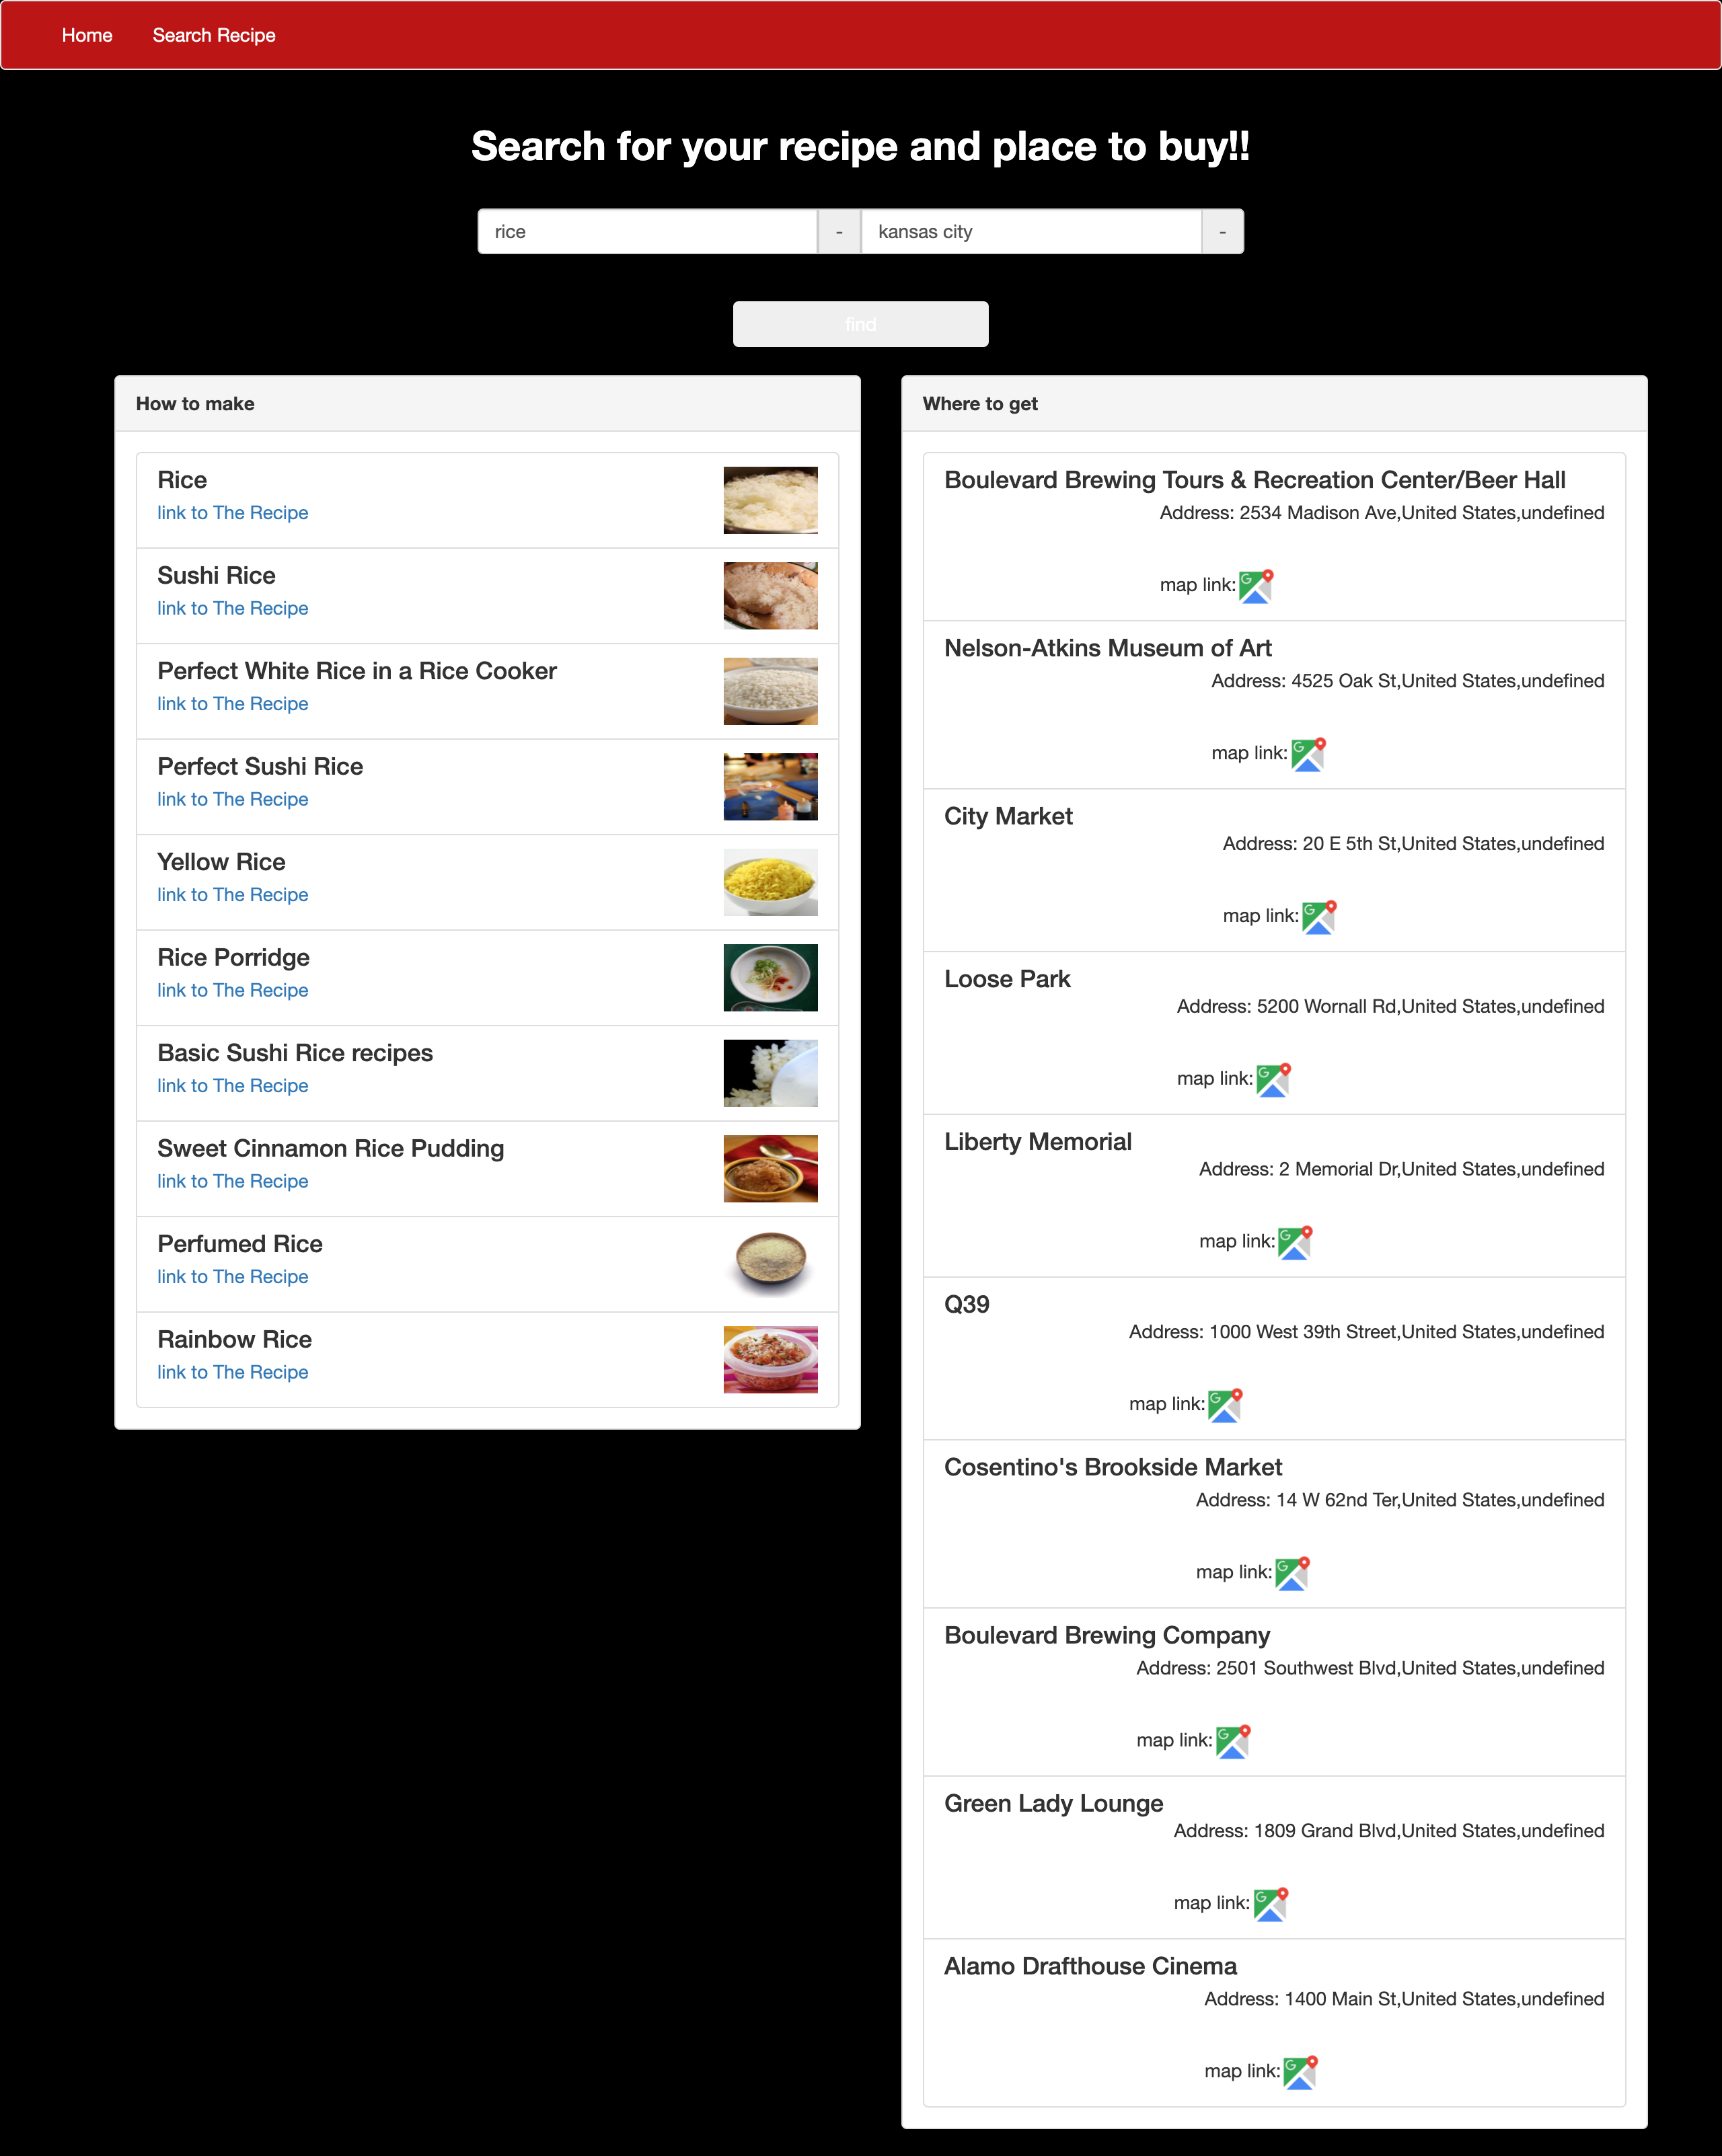 Home
Search Recipe
Search for your recipe and place to buy!!
rice
-
kansas city
-
find
How to make
Rice
link to The Recipe
Sushi Rice
link to The Recipe
Perfect White Rice in a Rice Cooker
link to The Recipe
Perfect Sushi Rice
link to The Recipe
Yellow Rice
link to The Recipe
Rice Porridge
link to The Recipe
Basic Sushi Rice recipes
link to The Recipe
Sweet Cinnamon Rice Pudding
link to The Recipe
Perfumed Rice
link to The Recipe
Rainbow Rice
link to The Recipe
Where to get
Boulevard Brewing Tours & Recreation Center/Beer Hall
Address: 2534 Madison Ave,United States,undefined
map link:
G
Nelson-Atkins Museum of Art
Address: 4525 Oak St,United States,undefined
map link:
G
City Market
Address: 20 E 5th St,United States,undefined
map link:
G
Loose Park
Address: 5200 Wornall Rd,United States,undefined
map link:
G
Liberty Memorial
Address: 2 Memorial Dr,United States,undefined
map link:
G
Q39
Address: 1000 West 39th Street,United States,undefined
map link:
G
Cosentino's Brookside Market
Address: 14 W 62nd Ter,United States,undefined
map link:
G
Boulevard Brewing Company
Address: 2501 Southwest Blvd,United States,undefined
map link:
G
Green Lady Lounge
Address: 1809 Grand Blvd,United States,undefined
map link:
G
Alamo Drafthouse Cinema
Address: 1400 Main St,United States,undefined
map link:
G